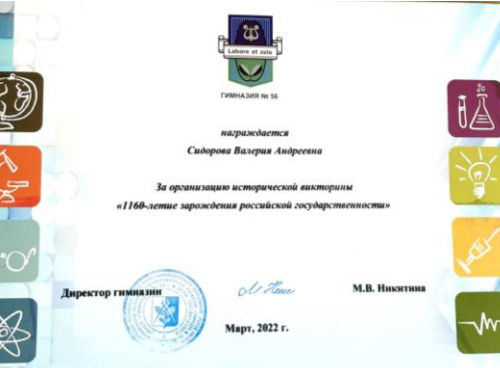 Labore et zelo
ГИМНАЗИЯ № 56
награждается
Сидорова Валерия Андреевна
За организацию исторической викторины
«1160-летие зарождения российской государственности»
Директор гимназии М.В. Никитина
Март, 2022 г.